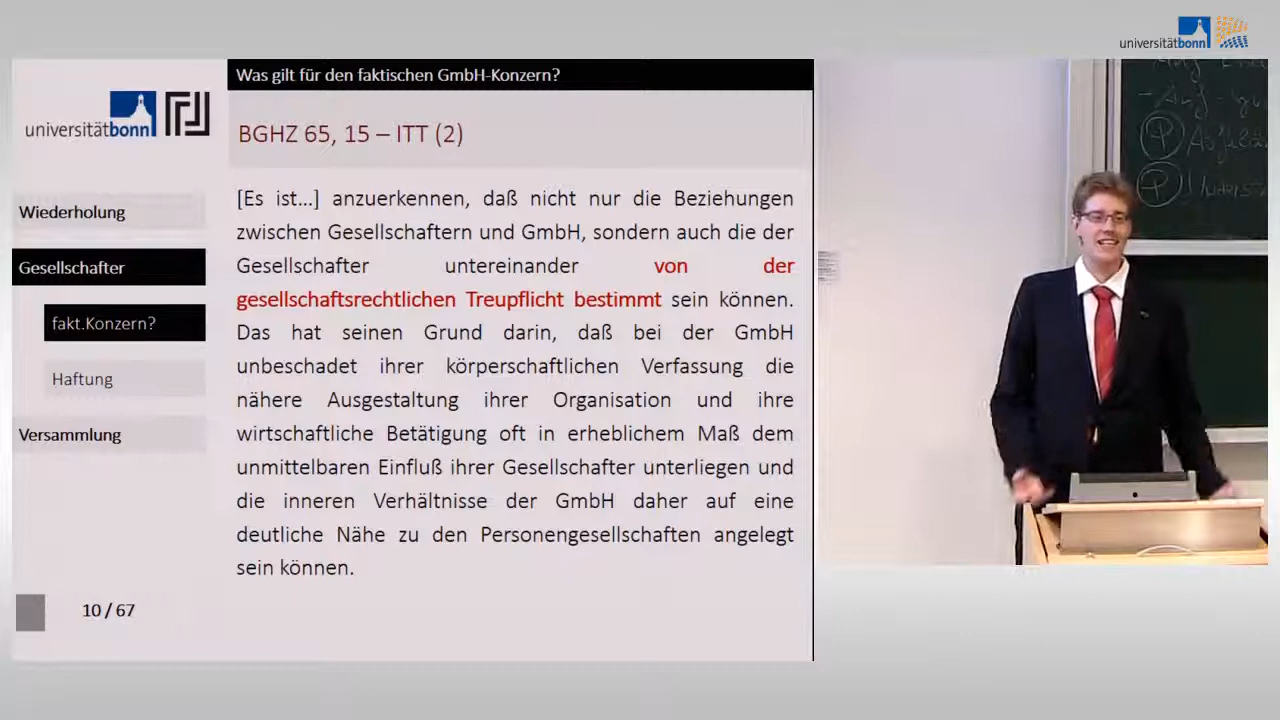 universitätbonn
Was gilt für den faktischen GmbH-Konzern?
universitätbonn
BGHZ 65, 15 – ITT (2)
Wiederholung
Gesellschafter
fakt.Konzern?
Haftung
Versammlung
[Es ist...] anzuerkennen, daß nicht nur die Beziehungen
zwischen Gesellschaftern und GmbH, sondern auch die der
Gesellschafter untereinander von der
gesellschaftsrechtlichen Treupflicht bestimmt sein können.
Das hat seinen Grund darin, daß bei der GmbH
unbeschadet ihrer körperschaftlichen Verfassung die
nähere Ausgestaltung ihrer Organisation und ihre
wirtschaftliche Betätigung oft in erheblichem Maß dem
unmittelbaren Einfluß ihrer Gesellschafter unterliegen und
die inneren Verhältnisse der GmbH daher auf eine
deutliche Nähe zu den Personengesellschaften angelegt
sein können.
10 / 67